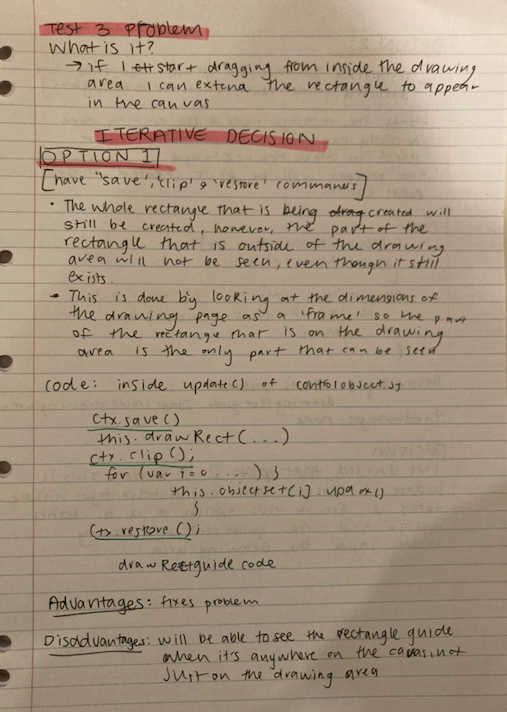 Test 3 problem
What is it?
→ if I start dragging from inside the drawing
area I can extend the rectangle to appear
in the canvas
ITERATIVE DECISION
OPTION 1
[have "save", 'clip' & 'restore' commands]
• The whole rectangle that is being drag created will
still be created, however, the part of the
rectangle that is outside of the drawing
area will not be seen, even though it still
exists.
• This is done by looking at the dimensions of
the drawing page as a 'frame' so the part
of the rectangle that is on the drawing
area is the only part that can be seen
code: inside update() of controlobject.js
ctx.save()
this.drawRect(...)
ctx.clip();
for (var i=0 ....) {
this.objectset[i].update()
}
ctx.restore();
draw Rectguide code
Advantages: fixes problem
Disadvantages: will be able to see the rectangle guide
when it's anywhere on the canvas, not
just on the drawing area